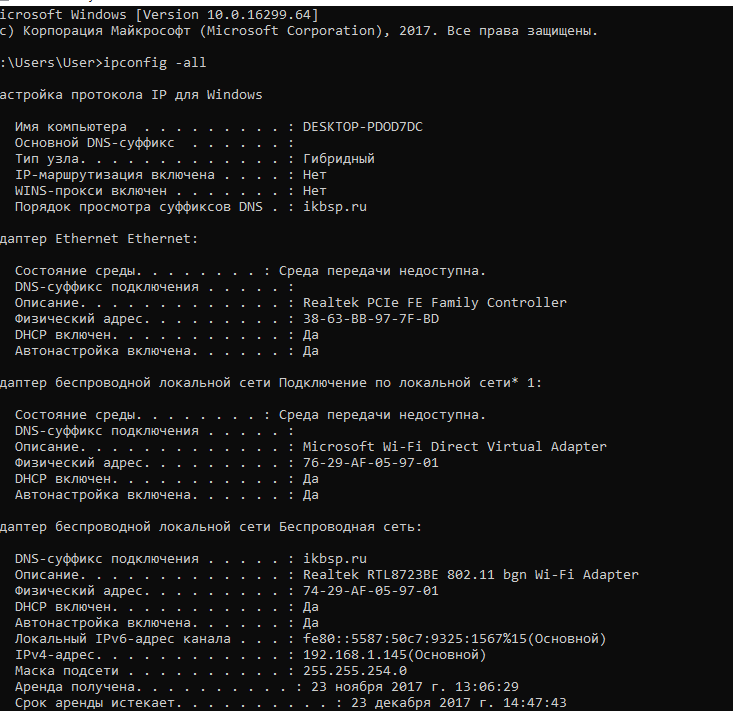 icrosoft Windows [Version 10.0.16299.64]
c) Корпорация Майкрософт (Microsoft Corporation), 2017. Все права защищены.
:\Users\User>ipconfig -all
астройка протокола IP для Windows
Имя компьютера . . . . . . . . . : DESKTOP-PDOD7DC
Основной DNS-суффикс . . . . . . :
Тип узла. . . . . . . . . . . . . : Гибридный
IP-маршрутизация включена . . . . : Нет
WINS-прокси включен . . . . . . . : Нет
Порядок просмотра суффиксов DNS . : ikbsp.ru
даптер Ethernet Ethernet:
Состояние среды. . . . . . . . : Среда передачи недоступна.
DNS-суффикс подключения . . . . . :
Описание. . . . . . . . . . . . . : Realtek PCIe FE Family Controller
Физический адрес. . . . . . . . . : 38-63-BB-97-7F-BD
DHCP включен. . . . . . . . . . . : Да
Автонастройка включена. . . . . . : Да
даптер беспроводной локальной сети Подключение по локальной сети* 1:
Состояние среды. . . . . . . . : Среда передачи недоступна.
DNS-суффикс подключения . . . . . :
Описание. . . . . . . . . . . . . : Microsoft Wi-Fi Direct Virtual Adapter
Физический адрес. . . . . . . . . : 76-29-AF-05-97-01
DHCP включен. . . . . . . . . . . : Да
Автонастройка включена. . . . . . : Да
даптер беспроводной локальной сети Беспроводная сеть:
DNS-суффикс подключения . . . . . : ikbsp.ru
Описание. . . . . . . . . . . . . : Realtek RTL8723BE 802.11 bgn Wi-Fi Adapter
Физический адрес. . . . . . . . . : 74-29-AF-05-97-01
DHCP включен. . . . . . . . . . . : Да
Автонастройка включена. . . . . . : Да
Локальный IPv6-адрес канала . . . : fe80::5587:50c7:9325:1567%15(Основной)
IPv4-адрес. . . . . . . . . . . . : 192.168.1.145(Основной)
Маска подсети . . . . . . . . . . : 255.255.254.0
Аренда получена. . . . . . . . . . : 23 ноября 2017 г. 13:06:29
Срок аренды истекает. . . . . . . . . . : 23 декабря 2017 г. 14:47:43